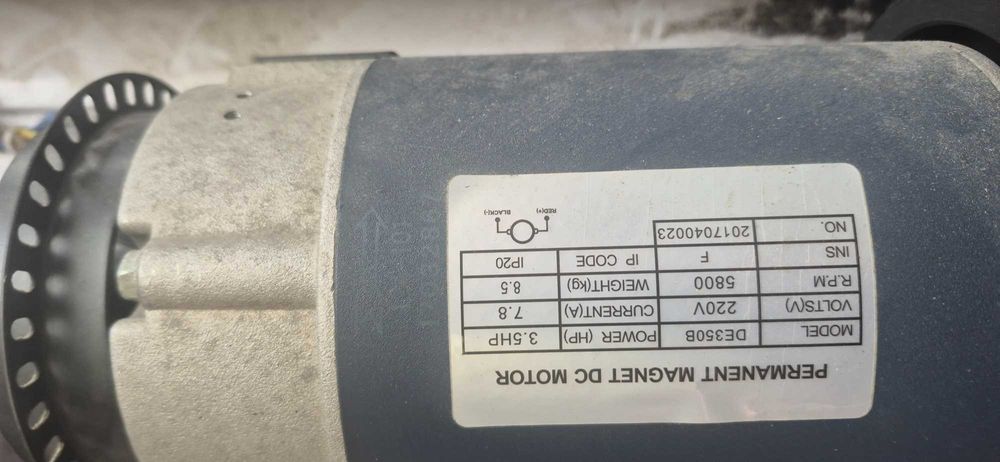 PERMANENT MAGNET DC MOTOR
MODEL DE350B POWER (HP) 3.5HP
VOLTS(V) 220V CURRENT(A) 7.8
R.P.M 5800 WEIGHT(kg) 8.5
INS F IP CODE IP20
NO. 2017040023 RED(+) BLACK(-)